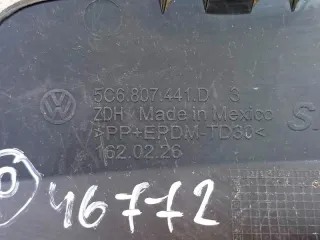 5C6.807.441.D 3
ZDH Made in Mexico
>PP+EPDM-TD30<
162.02.26
46772